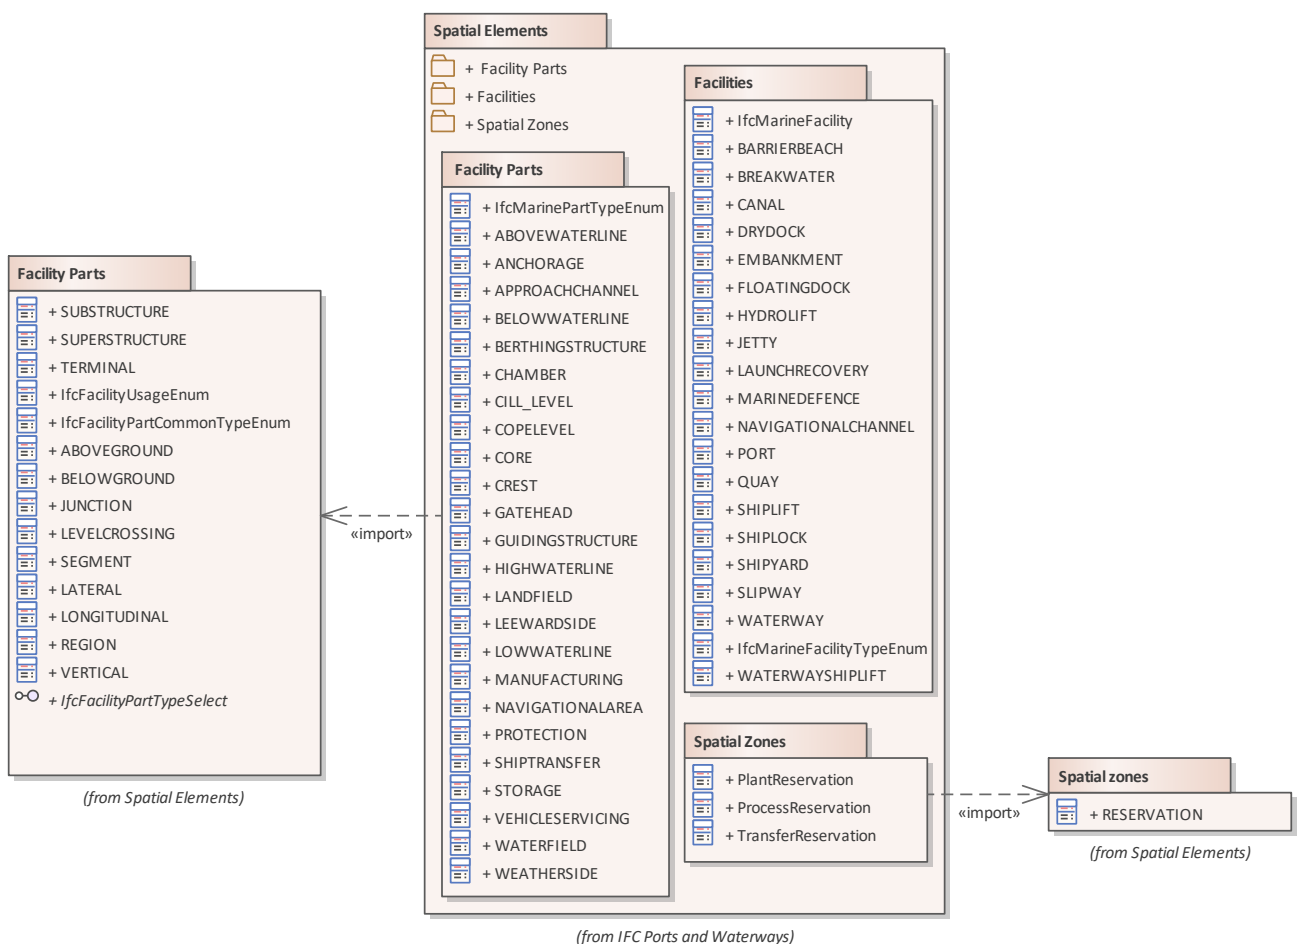 Spatial Elements
+ Facility Parts
+ Facilities
+ Spatial Zones
Facility Parts
+ IfcMarinePartTypeEnum
+ ABOVEWATERLINE
+ ANCHORAGE
+ APPROACHCHANNEL
+ BELOWWATERLINE
+ BERTHINGSTRUCTURE
+ CHAMBER
+ CILL_LEVEL
+ COPELEVEL
+ CORE
+ CREST
+ GATEHEAD
+ GUIDINGSTRUCTURE
+ HIGHWATERLINE
+ LANDFIELD
+ LEEWARDSIDE
+ LOWWATERLINE
+ MANUFACTURING
+ NAVIGATIONALAREA
+ PROTECTION
+ SHIPTRANSFER
+ STORAGE
+ VEHICLESERVICING
+ WATERFIELD
+ WEATHERSIDE
Facilities
+ IfcMarineFacility
+ BARRIERBEACH
+ BREAKWATER
+ CANAL
+ DRYDOCK
+ EMBANKMENT
+ FLOATINGDOCK
+ HYDROLIFT
+ JETTY
+ LAUNCHRECOVERY
+ MARINEDEFENCE
+ NAVIGATIONALCHANNEL
+ PORT
+ QUAY
+ SHIPLIFT
+ SHIPLOCK
+ SHIPYARD
+ SLIPWAY
+ WATERWAY
+ IfcMarineFacilityTypeEnum
+ WATERWAYSHIPLIFT
Spatial Zones
+ PlantReservation
+ ProcessReservation
+ TransferReservation
(from IFC Ports and Waterways)
Facility Parts
+ SUBSTRUCTURE
+ SUPERSTRUCTURE
+ TERMINAL
+ IfcFacilityUsageEnum
+ IfcFacilityPartCommonTypeEnum
+ ABOVEGROUND
+ BELOWGROUND
+ JUNCTION
+ LEVELCROSSING
+ SEGMENT
+ LATERAL
+ LONGITUDINAL
+ REGION
+ VERTICAL
+ IfcFacilityPartTypeSelect
(from Spatial Elements)
«import»
«import»
Spatial zones
+ RESERVATION
(from Spatial Elements)